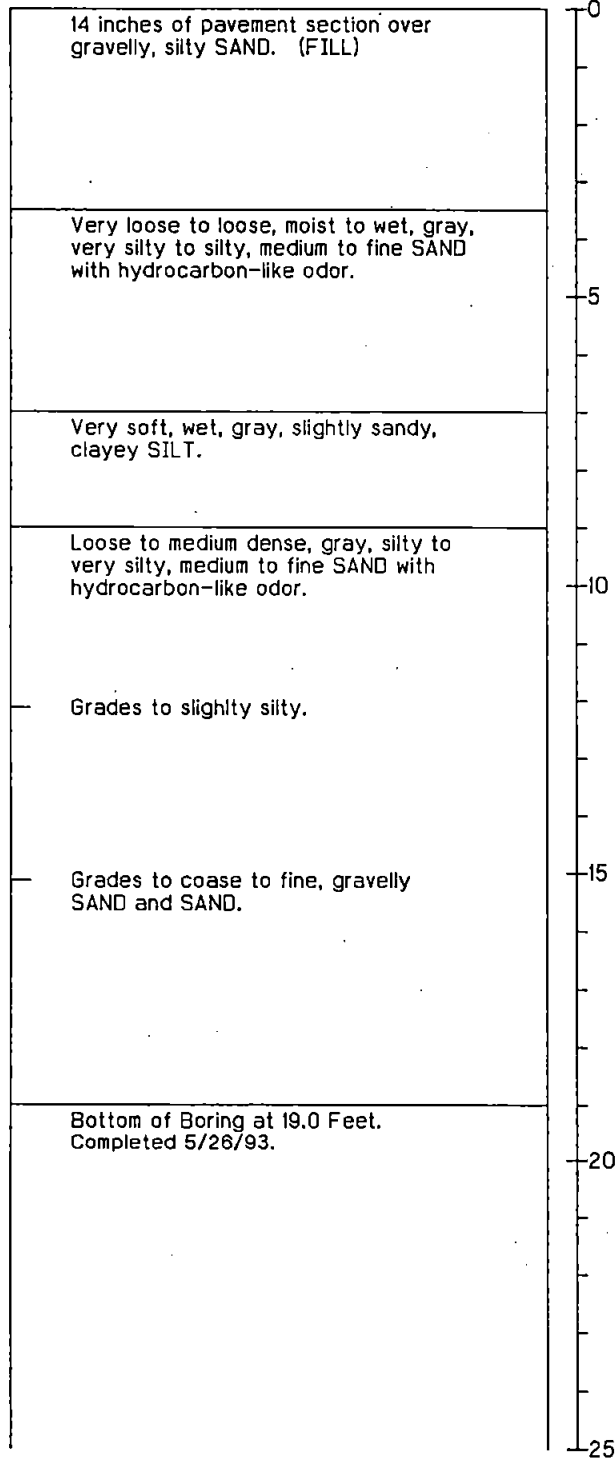 0
14 inches of pavement section over
gravelly, silty SAND. (FILL)
Very loose to loose, moist to wet, gray,
very silty to silty, medium to fine SAND
with hydrocarbon-like odor.
5
Very soft, wet, gray, slightly sandy,
clayey SILT.
Loose to medium dense, gray, silty to
very silty, medium to fine SAND with
hydrocarbon-like odor.
10
Grades to slighlty silty.
Grades to coase to fine, gravelly
SAND and SAND.
15
Bottom of Boring at 19.0 Feet.
Completed 5/26/93.
20
25